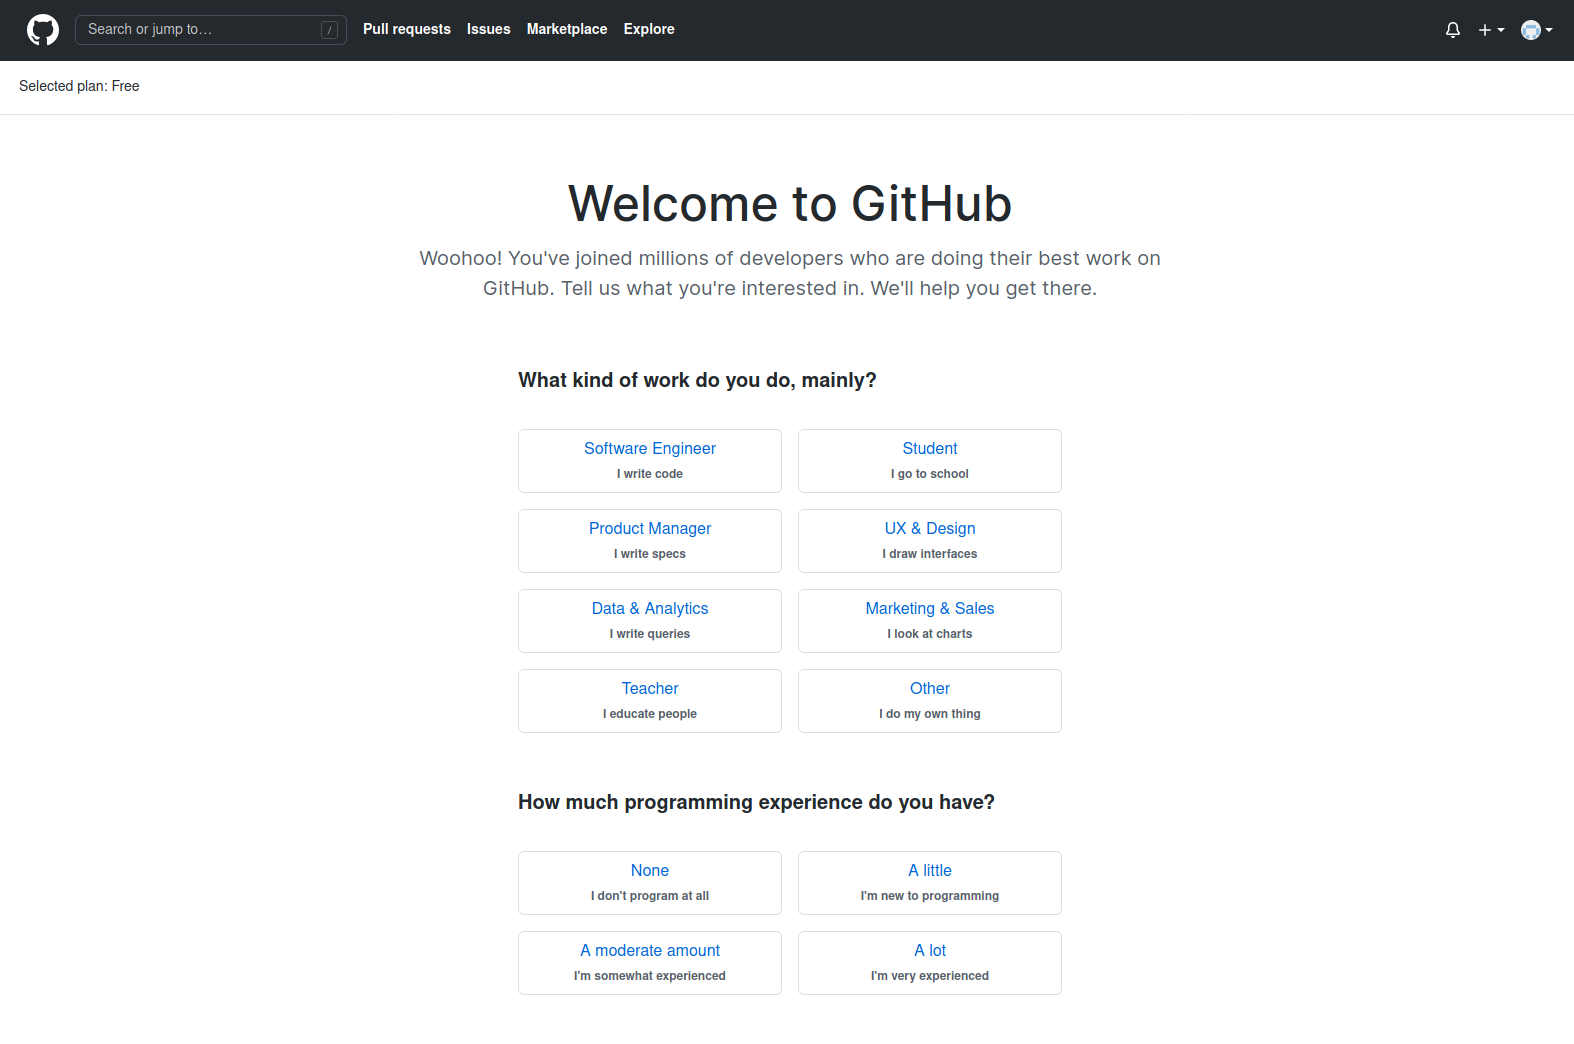 Search or jump to…
/
Pull requests
Issues
Marketplace
Explore
Selected plan: Free
Welcome to GitHub
Woohoo! You've joined millions of developers who are doing their best work on
GitHub. Tell us what you're interested in. We'll help you get there.
What kind of work do you do, mainly?
Software Engineer
I write code
Student
I go to school
Product Manager
I write specs
UX & Design
I draw interfaces
Data & Analytics
I write queries
Marketing & Sales
I look at charts
Teacher
I educate people
Other
I do my own thing
How much programming experience do you have?
None
I don't program at all
A little
I'm new to programming
A moderate amount
I'm somewhat experienced
A lot
I'm very experienced